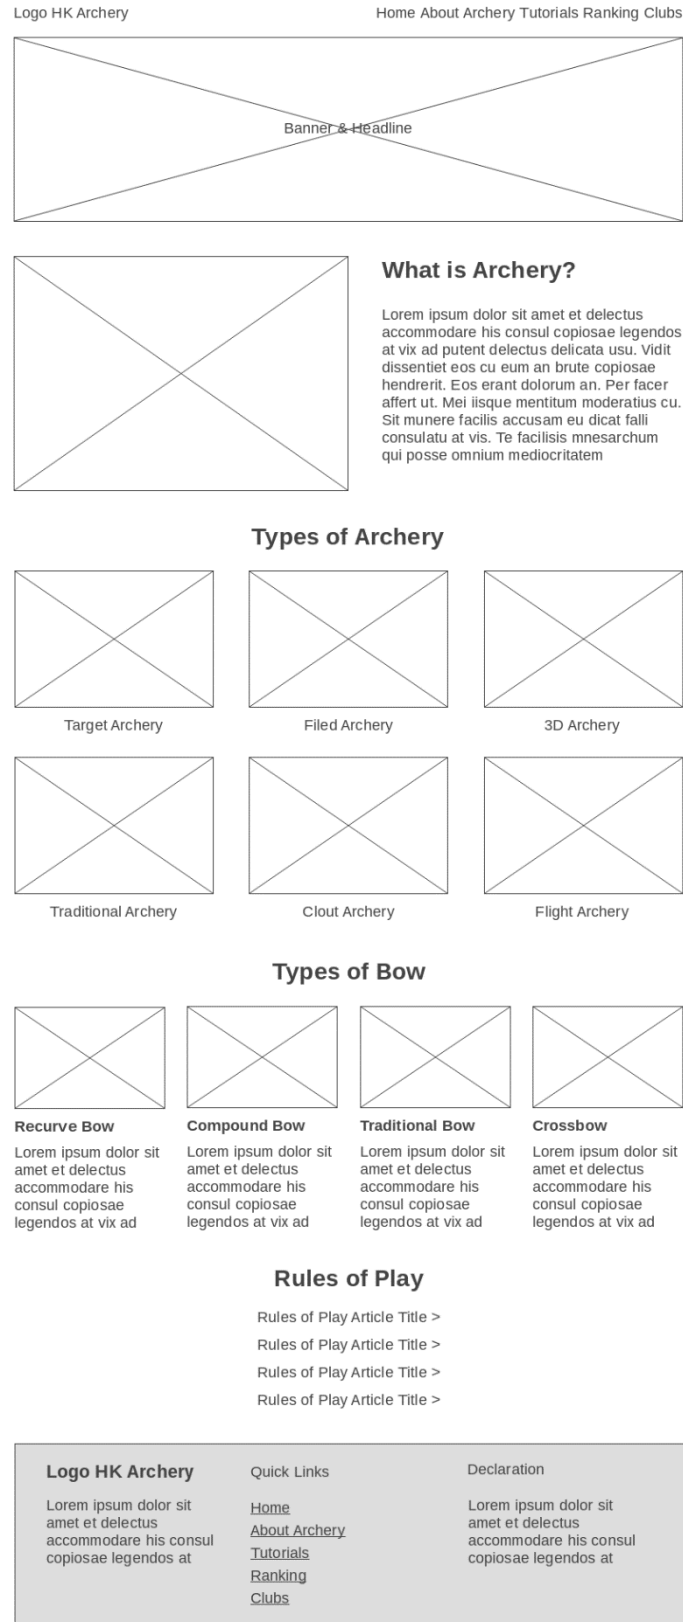 Logo HK Archery
Home About Archery Tutorials Ranking Clubs
Banner & Headline
What is Archery?
Lorem ipsum dolor sit amet et delectus
accommodare his consul copiosae legendos
at vix ad putent delectus delicata usu. Vidit
dissentiet eos cu eum an brute copiosae
hendrerit. Eos erant dolorum an. Per facer
affert ut. Mei iisque mentitum moderatius cu.
Sit munere facilis accusam eu dicat falli
consulatu at vis. Te facilisis mnesarchum
qui posse omnium mediocritatem
Types of Archery
Target Archery
Filed Archery
3D Archery
Traditional Archery
Clout Archery
Flight Archery
Types of Bow
Recurve Bow
Lorem ipsum dolor sit
amet et delectus
accommodare his
consul copiosae
legendos at vix ad
Compound Bow
Lorem ipsum dolor sit
amet et delectus
accommodare his
consul copiosae
legendos at vix ad
Traditional Bow
Lorem ipsum dolor sit
amet et delectus
accommodare his
consul copiosae
legendos at vix ad
Crossbow
Lorem ipsum dolor sit
amet et delectus
accommodare his
consul copiosae
legendos at vix ad
Rules of Play
Rules of Play Article Title >
Rules of Play Article Title >
Rules of Play Article Title >
Rules of Play Article Title >
Logo HK Archery
Lorem ipsum dolor sit
amet et delectus
accommodare his consul
copiosae legendos at
Quick Links
Home
About Archery
Tutorials
Ranking
Clubs
Declaration
Lorem ipsum dolor sit
amet et delectus
accommodare his consul
copiosae legendos at